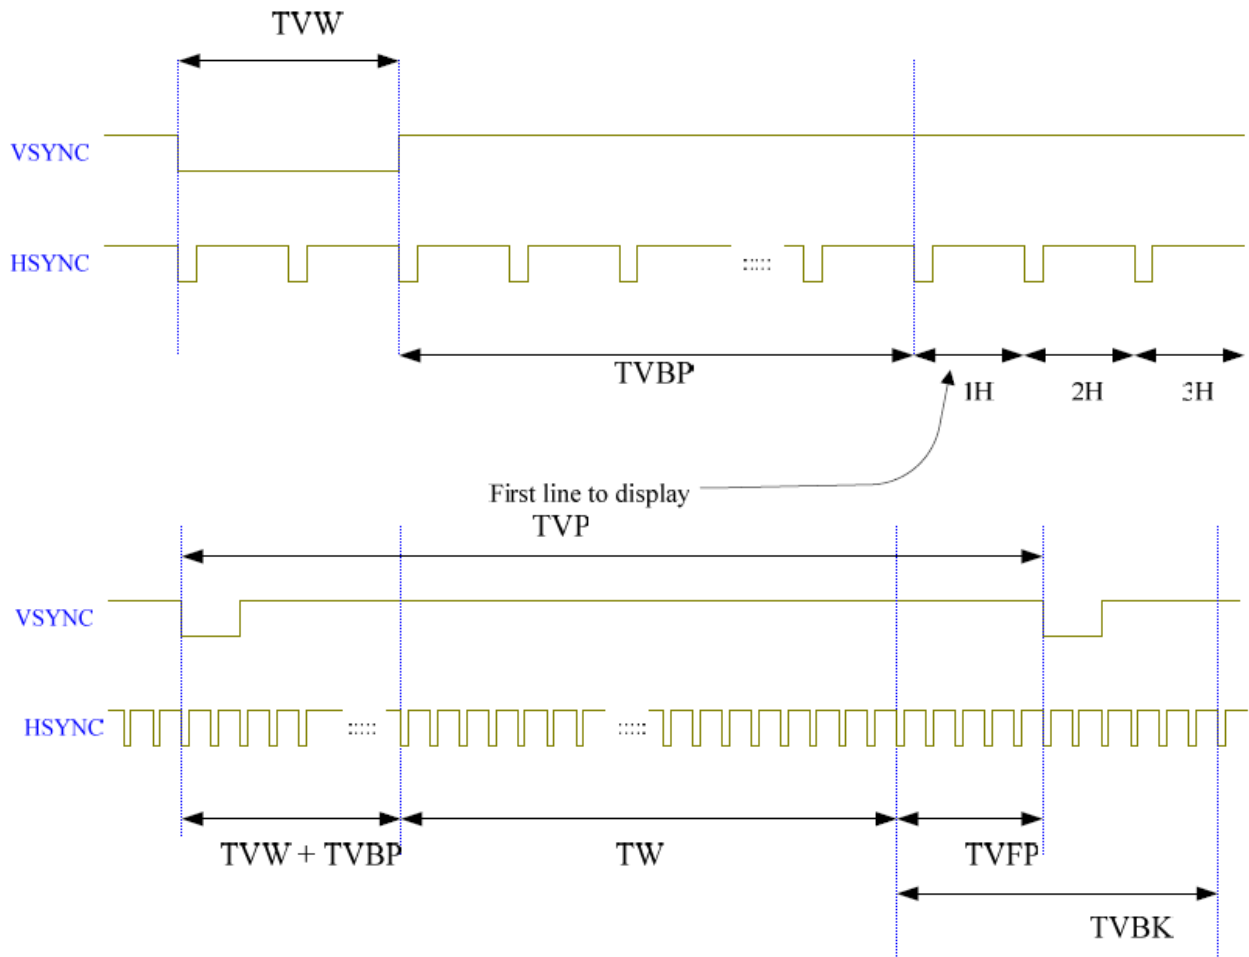 TVW
VSYNC
HSYNC
:::::
TVBP
1H
2H
3H
First line to display
TVP
VSYNC
HSYNC
:::::
:::::
TVW + TVBP
TW
TVFP
TVBK